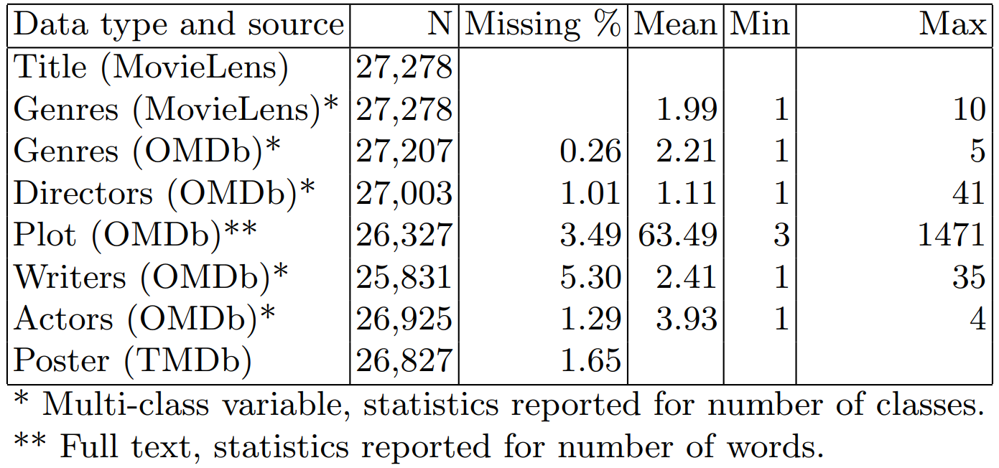 Data type and source N Missing % Mean Min Max
Title (MovieLens) 27,278
Genres (MovieLens)* 27,278 1.99 1 10
Genres (OMDb)* 27,207 0.26 2.21 1 5
Directors (OMDb)* 27,003 1.01 1.11 1 41
Plot (OMDb)** 26,327 3.49 63.49 3 1471
Writers (OMDb)* 25,831 5.30 2.41 1 35
Actors (OMDb)* 26,925 1.29 3.93 1 4
Poster (TMDb) 26,827 1.65
* Multi-class variable, statistics reported for number of classes.
** Full text, statistics reported for number of words.